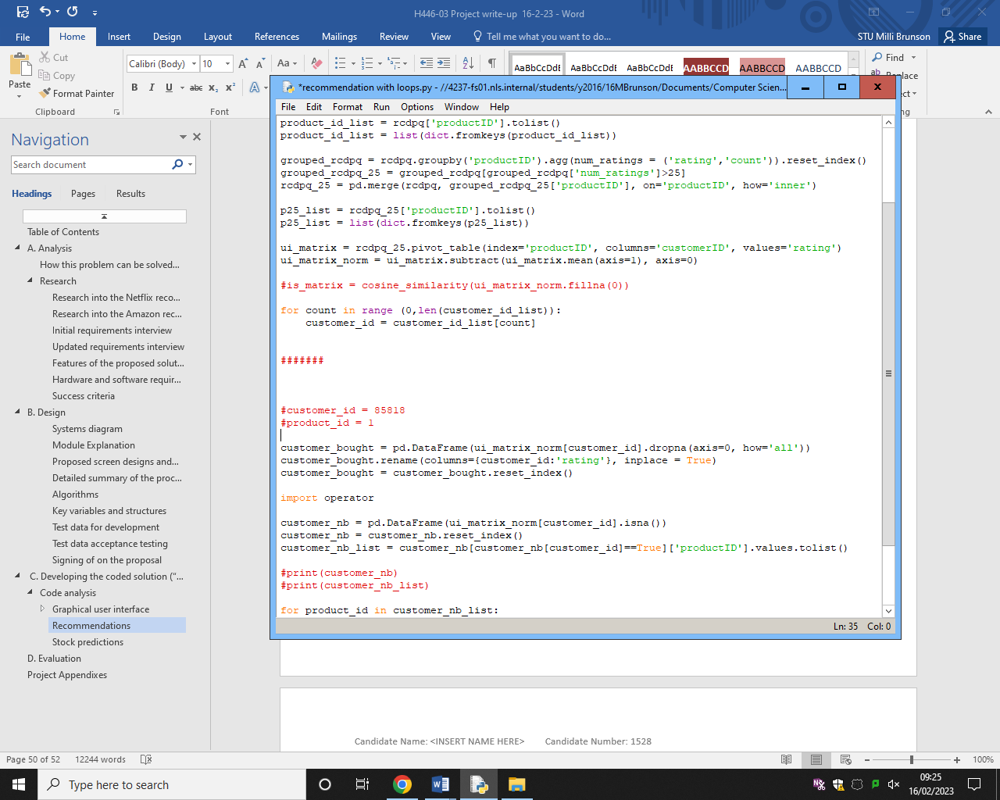 H446-03 Project write-up  16-2-23 - Word
File Home Insert Design Layout References Mailings Review View Tell me what you want to do... STU Milli Brunson Share
Paste
Cut
Copy
Format Painter
Clipboard
Calibri (Body) 10
Font
AaBbCcDdE AaBbCcDdE AaBbCcDdE AABBCCD AABBCCD AABBCCD
Find
Replace
Navigation
Search document
Headings Pages Results
Table of Contents
A. Analysis
How this problem can be solved...
Research
Research into the Netflix reco...
Research into the Amazon rec...
Initial requirements interview
Updated requirements interview
Features of the proposed solut...
Hardware and software requir...
Success criteria
B. Design
Systems diagram
Module Explanation
Proposed screen designs and...
Detailed summary of the proc...
Algorithms
Key variables and structures
Test data for development
Test data acceptance testing
Signing of on the proposal
C. Developing the coded solution ("...
Code analysis
Graphical user interface
Recommendations
Stock predictions
D. Evaluation
Project Appendixes
*recommendation with loops.py - //4237-fs01.nls.internal/students/y2016/16MBrunson/Documents/Computer Scien...
File Edit Format Run Options Window Help
product_id_list = rcdpq['productID'].tolist()
product_id_list = list(dict.fromkeys(product_id_list))
grouped_rcdpq = rcdpq.groupby('productID').agg(num_ratings = ('rating','count')).reset_index()
grouped_rcdpq_25 = grouped_rcdpq[grouped_rcdpq['num_ratings']>25]
rcdpq_25 = pd.merge(rcdpq, grouped_rcdpq_25['productID'], on='productID', how='inner')
p25_list = rcdpq_25['productID'].tolist()
p25_list = list(dict.fromkeys(p25_list))
ui_matrix = rcdpq_25.pivot_table(index='productID', columns='customerID', values='rating')
ui_matrix_norm = ui_matrix.subtract(ui_matrix.mean(axis=1), axis=0)
#is_matrix = cosine_similarity(ui_matrix_norm.fillna(0))
for count in range (0,len(customer_id_list)):
    customer_id = customer_id_list[count]
#######
#customer_id = 85818
#product_id = 1
customer_bought = pd.DataFrame(ui_matrix_norm[customer_id].dropna(axis=0, how='all'))
customer_bought.rename(columns={customer_id:'rating'}, inplace = True)
customer_bought = customer_bought.reset_index()
import operator
customer_nb = pd.DataFrame(ui_matrix_norm[customer_id].isna())
customer_nb = customer_nb.reset_index()
customer_nb_list = customer_nb[customer_nb[customer_id]==True]['productID'].values.tolist()
#print(customer_nb)
#print(customer_nb_list)
for product_id in customer_nb_list:
Ln: 35 Col: 0
Candidate Name: <INSERT NAME HERE> Candidate Number: 1528
Page 50 of 52 12244 words 100%
Type here to search
09:25
16/02/2023